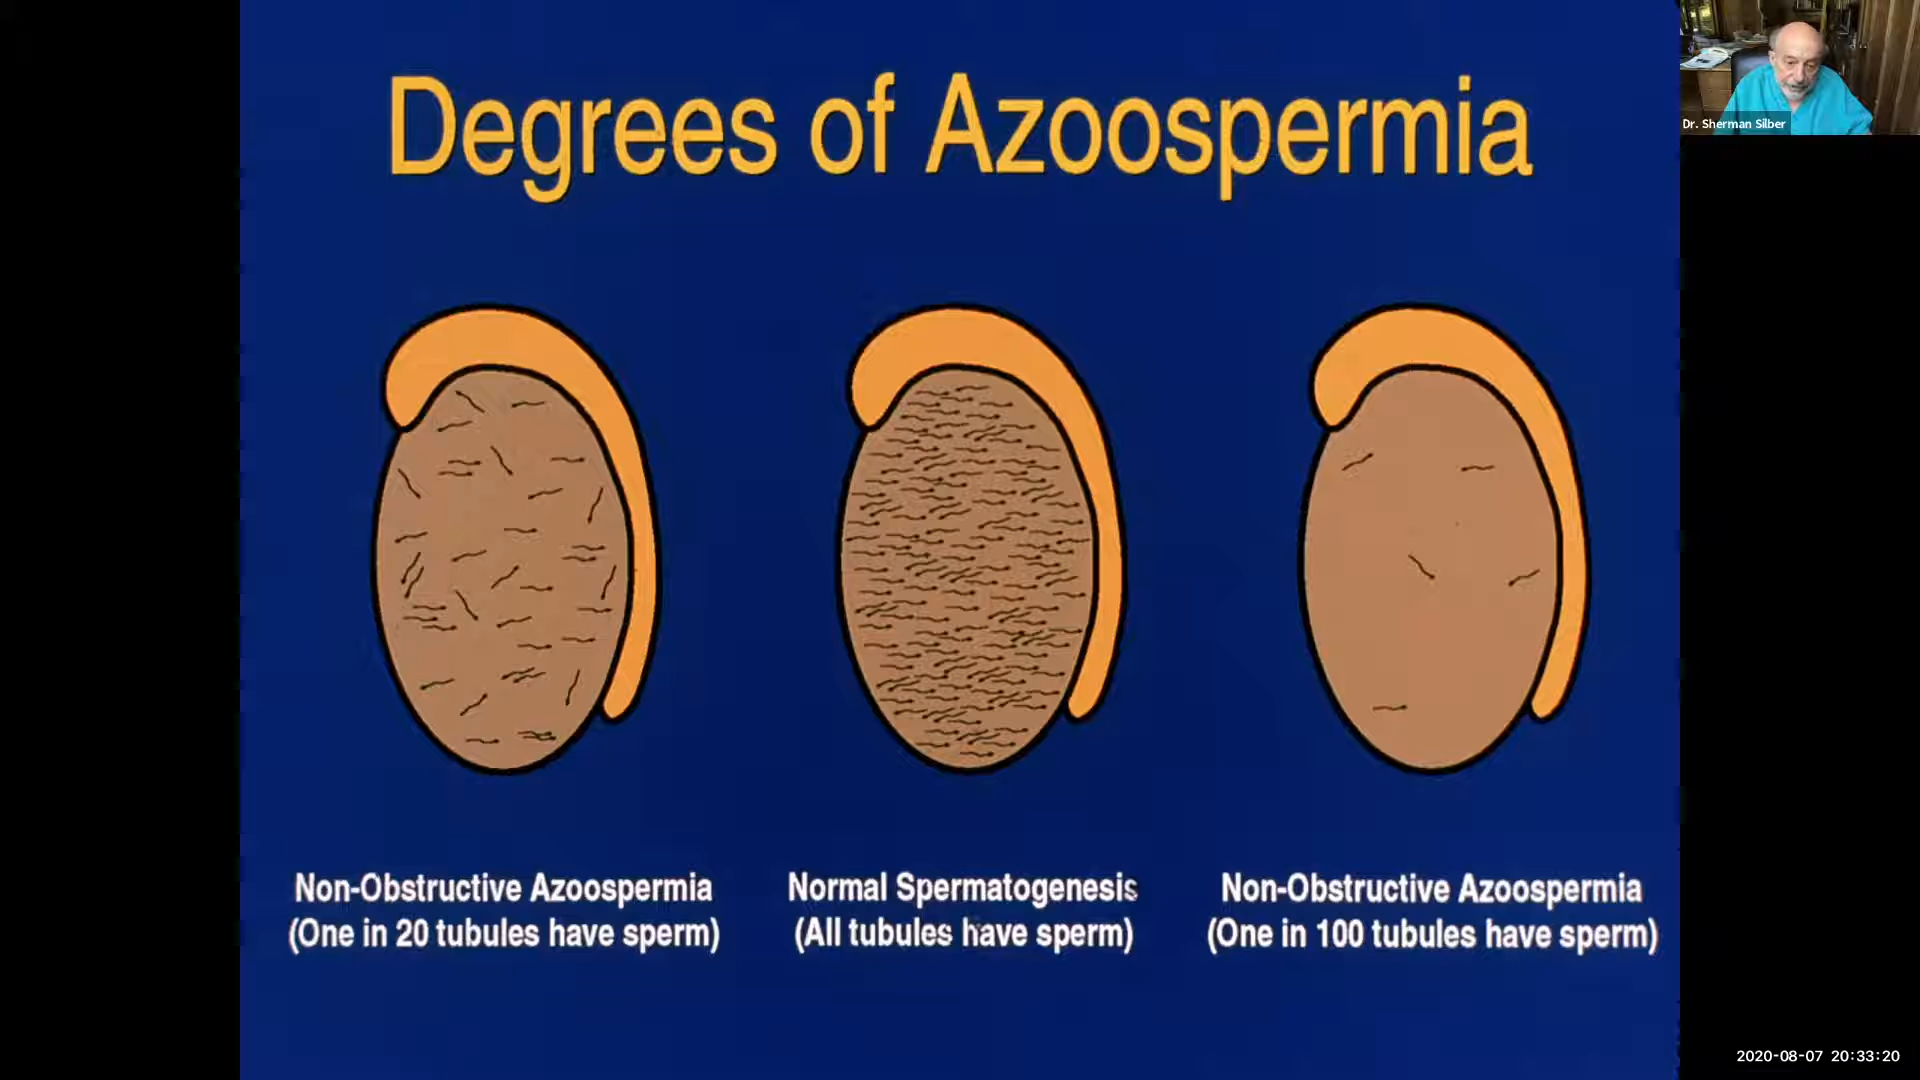 Degrees of Azoospermia
Dr. Sherman Silber
Non-Obstructive Azoospermia
(One in 20 tubules have sperm)
Normal Spermatogenesis
(All tubules have sperm)
Non-Obstructive Azoospermia
(One in 100 tubules have sperm)
2020-08-07 20:33:20